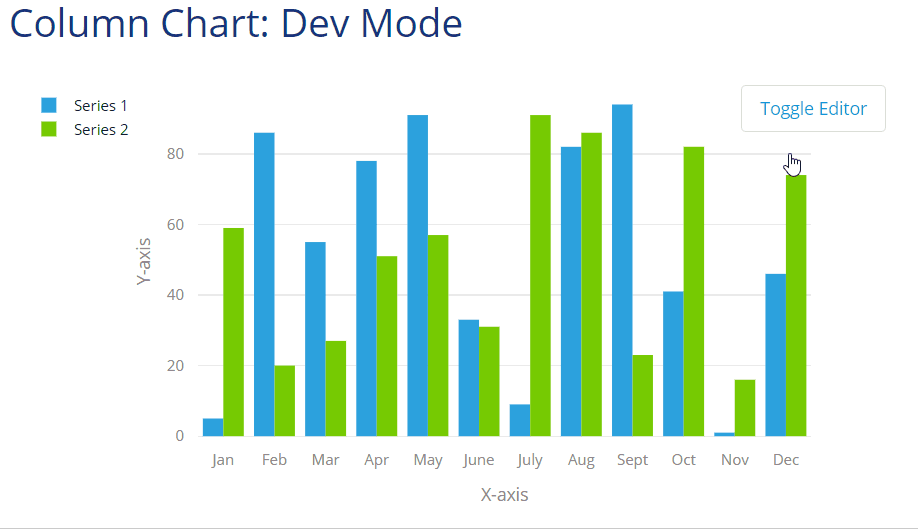 Column Chart: Dev Mode
Series 1
Series 2
Toggle Editor
80
60
40
20
0
Y-axis
Jan Feb Mar Apr May June July Aug Sept Oct Nov Dec
X-axis